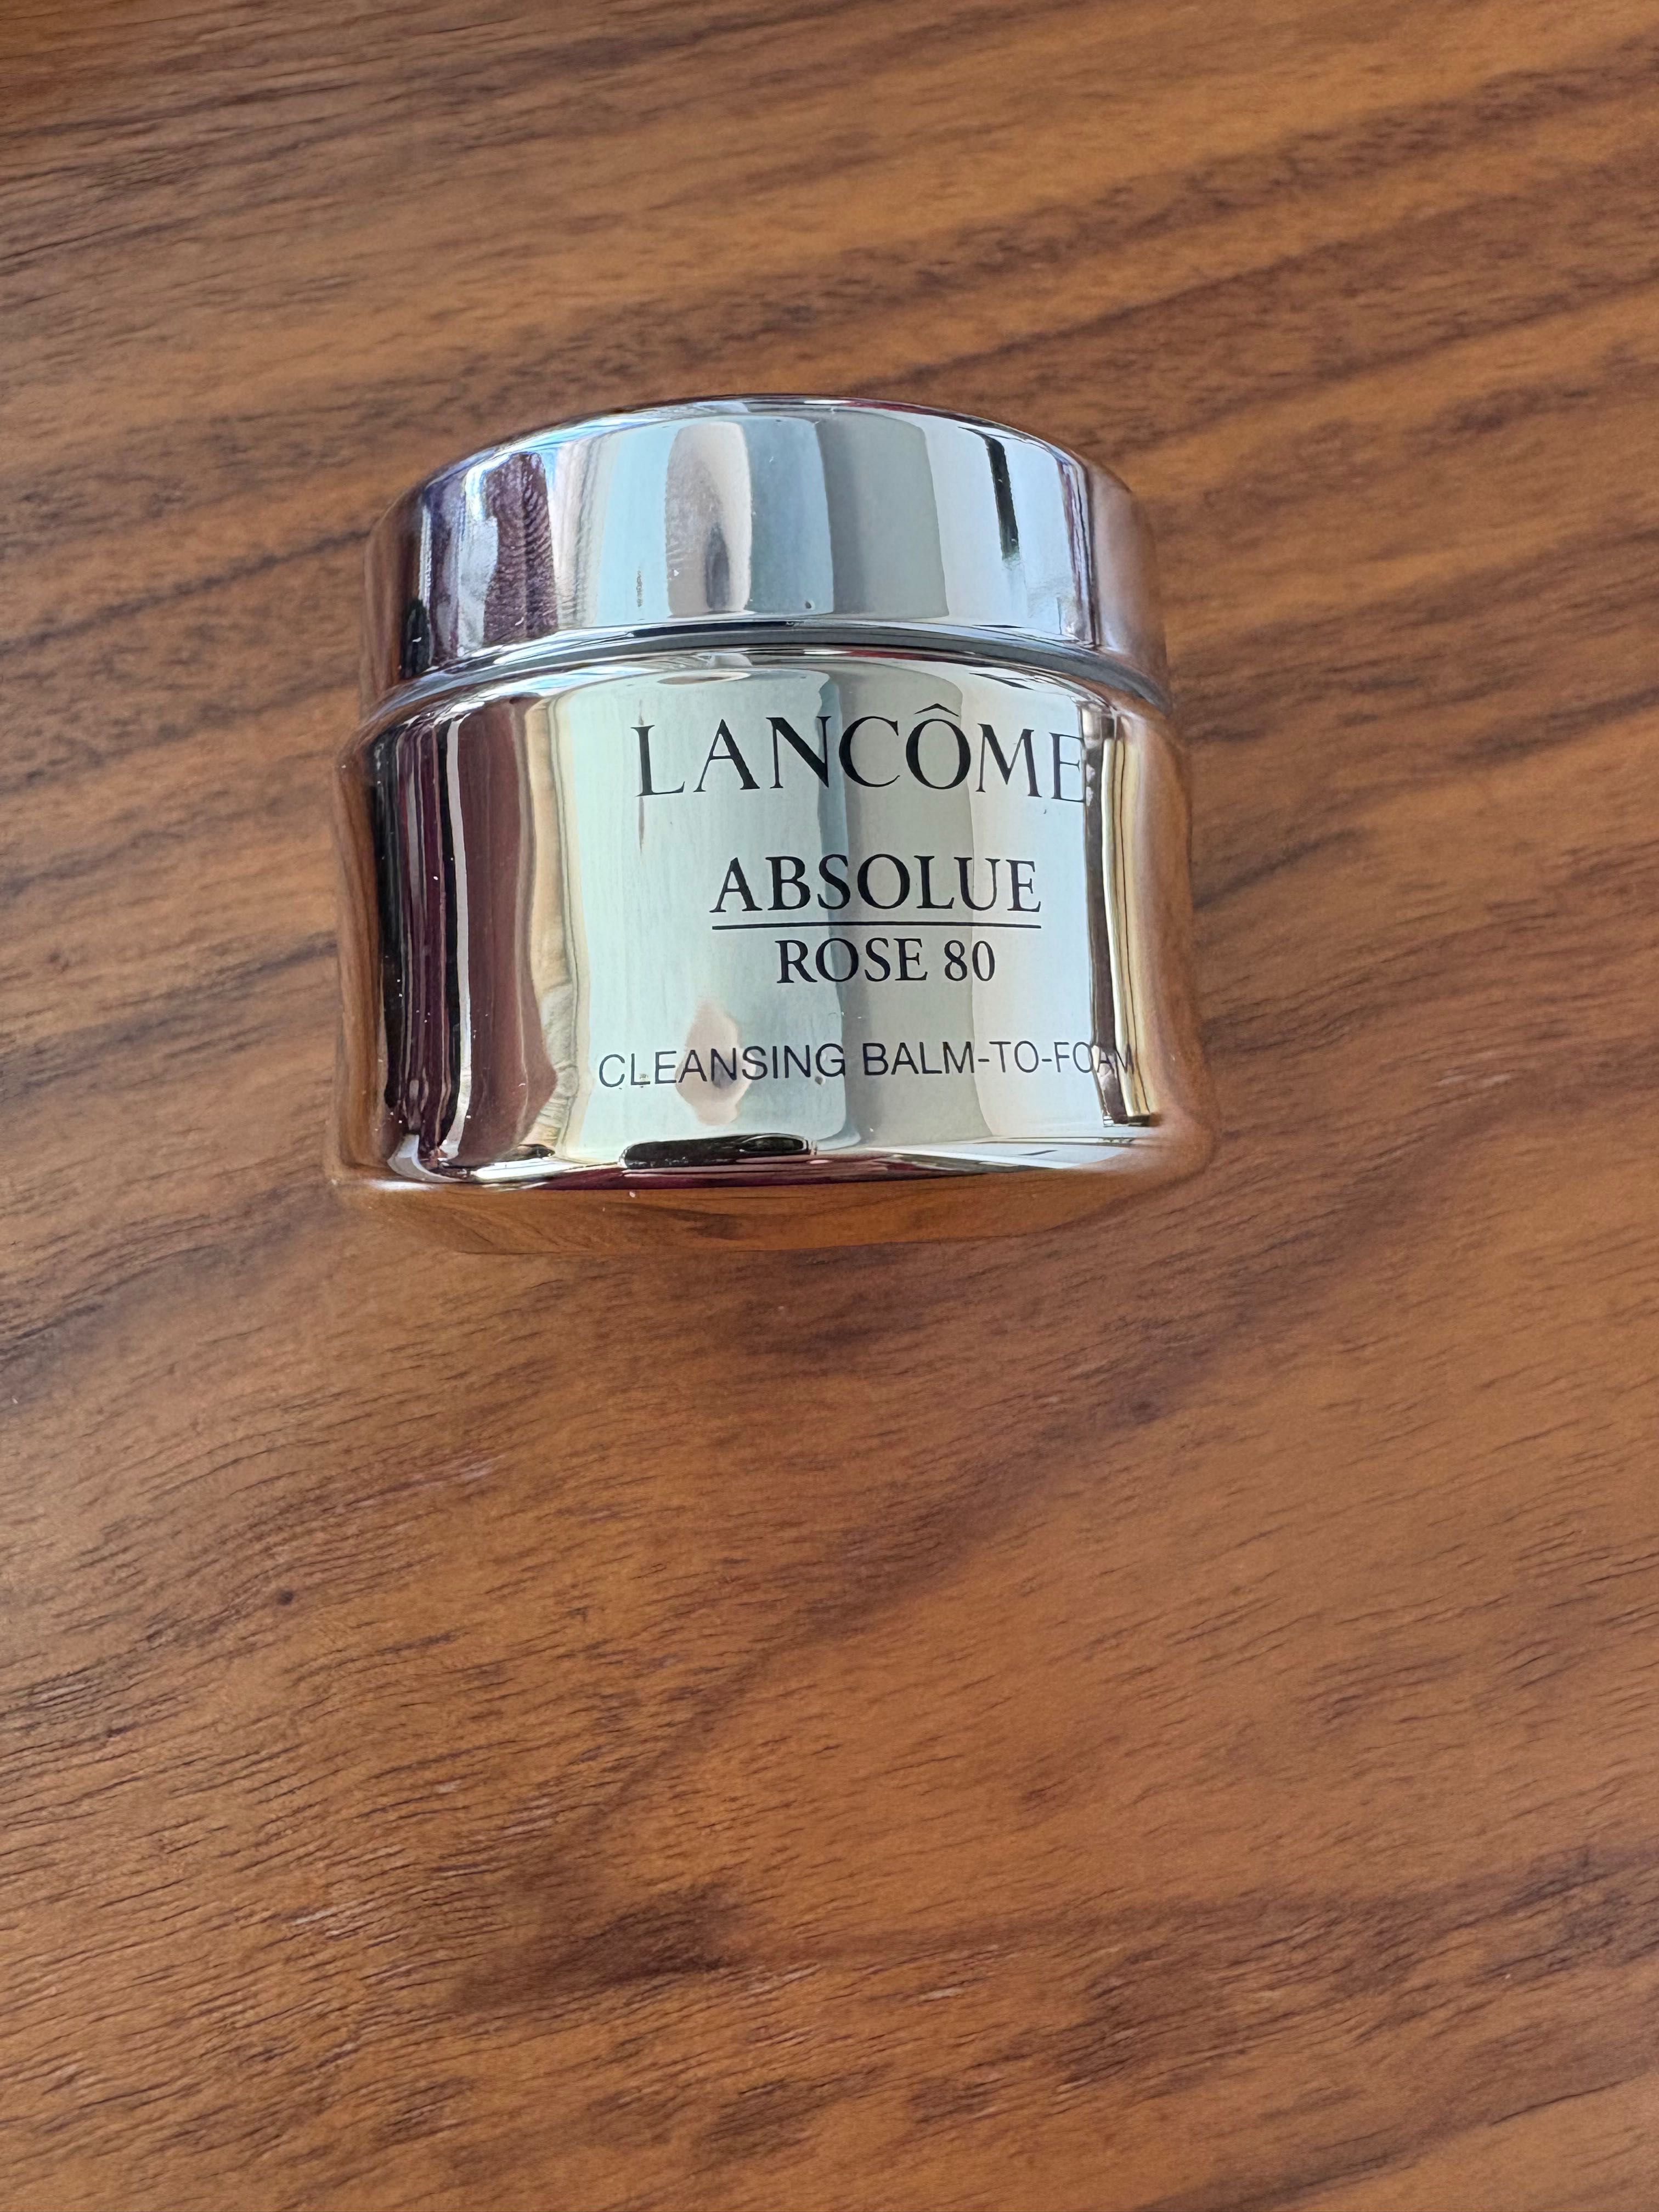 LANCÔME
ABSOLUE
ROSE 80
CLEANSING BALM-TO-FOAM